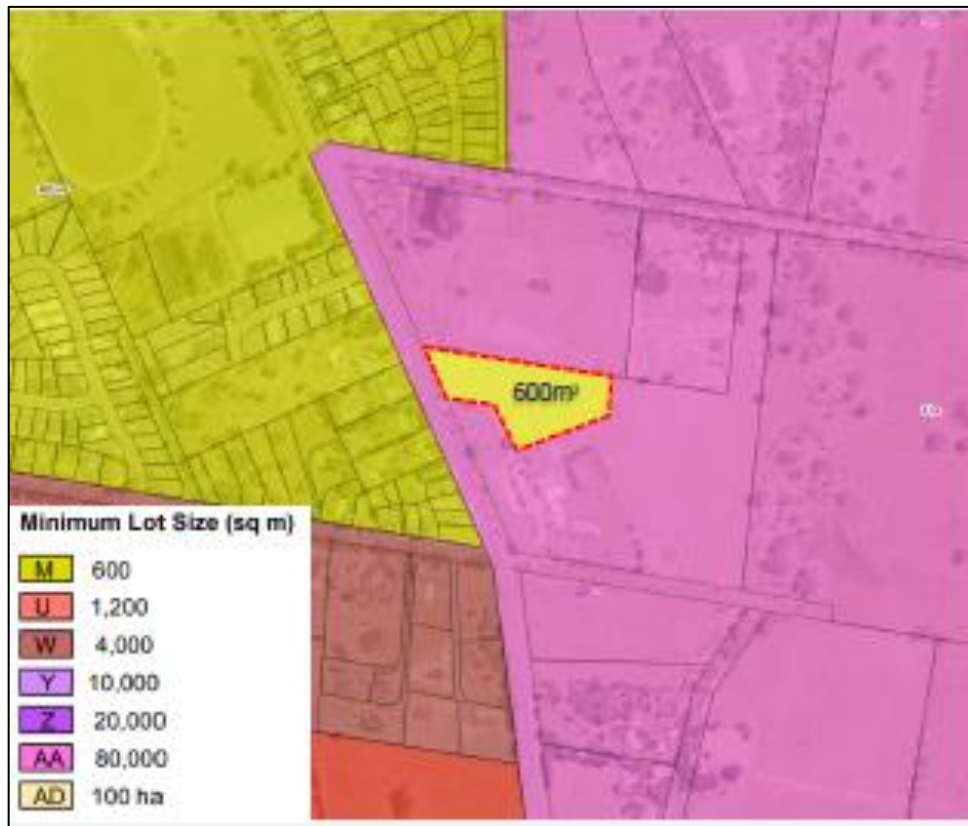 600m²
Minimum Lot Size (sq m)
M 600
U 1,200
W 4,000
Y 10,000
Z 20,000
AA 80,000
AD 100 ha